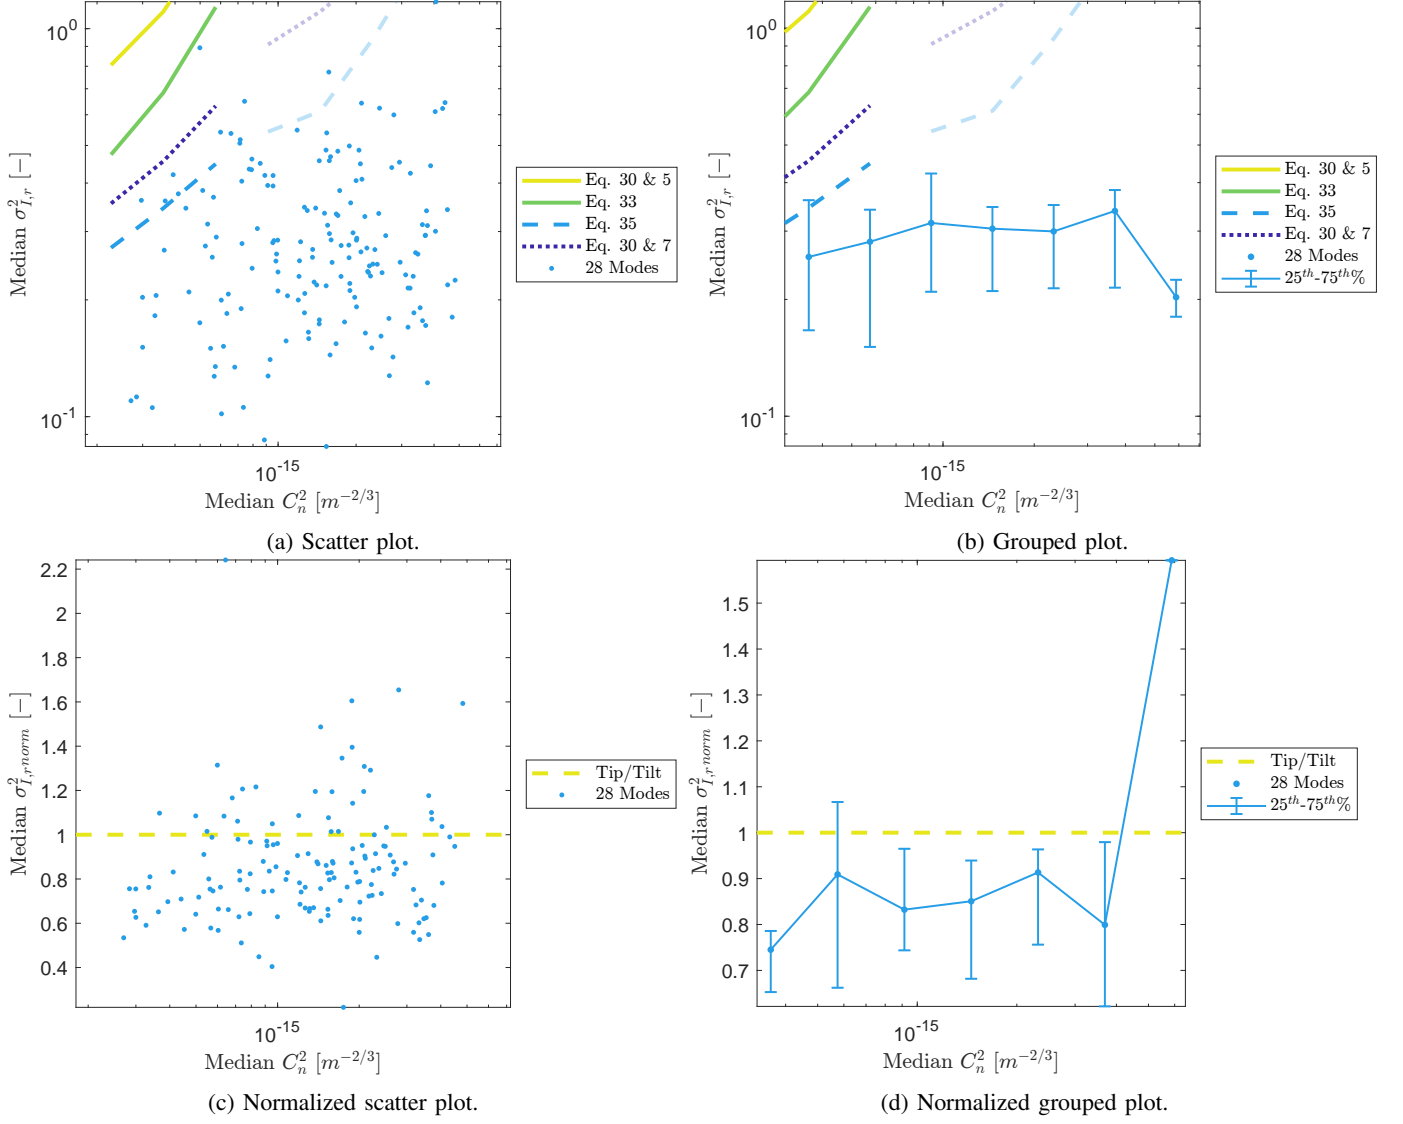 10^0
10^-1
Median σ²_{I,r} [−]
10^-15
Median C_n² [m^{-2/3}]
Eq. 30 & 5
Eq. 33
Eq. 35
Eq. 30 & 7
28 Modes
(a) Scatter plot.
10^0
10^-1
Median σ²_{I,r} [−]
10^-15
Median C_n² [m^{-2/3}]
Eq. 30 & 5
Eq. 33
Eq. 35
Eq. 30 & 7
28 Modes
25^{th}-75^{th}%
(b) Grouped plot.
2.2
2
1.8
1.6
1.4
1.2
1
0.8
0.6
0.4
Median σ²_{I,r^{norm}} [−]
10^-15
Median C_n² [m^{-2/3}]
Tip/Tilt
28 Modes
(c) Normalized scatter plot.
1.5
1.4
1.3
1.2
1.1
1
0.9
0.8
0.7
Median σ²_{I,r^{norm}} [−]
10^-15
Median C_n² [m^{-2/3}]
Tip/Tilt
28 Modes
25^{th}-75^{th}%
(d) Normalized grouped plot.